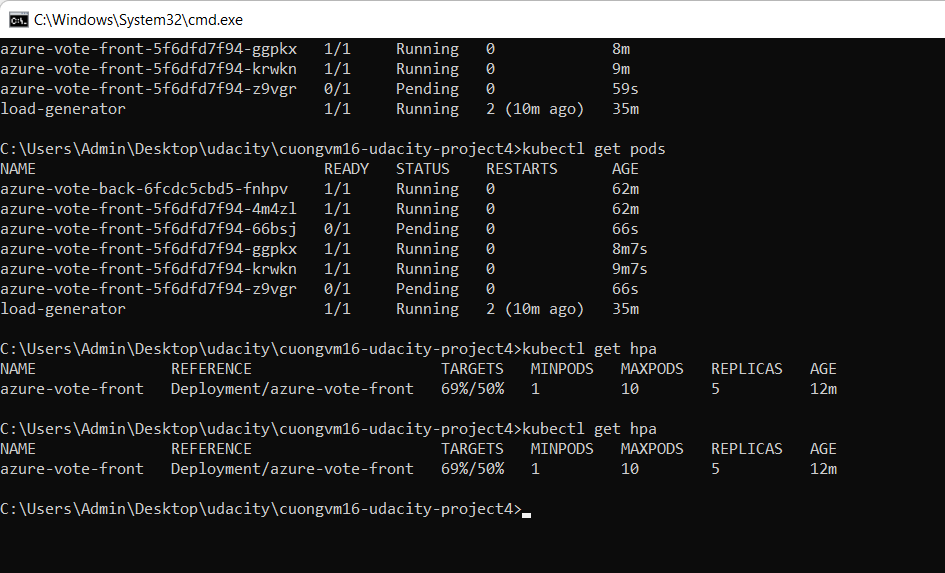 C:\Windows\System32\cmd.exe
azure-vote-front-5f6dfd7f94-ggpkx   1/1     Running   0             8m
azure-vote-front-5f6dfd7f94-krwkn   1/1     Running   0             9m
azure-vote-front-5f6dfd7f94-z9vgr   0/1     Pending   0             59s
load-generator                      1/1     Running   2 (10m ago)   35m
C:\Users\Admin\Desktop\udacity\cuongvm16-udacity-project4>kubectl get pods
NAME                                READY   STATUS    RESTARTS      AGE
azure-vote-back-6fcdc5cbd5-fnhpv    1/1     Running   0             62m
azure-vote-front-5f6dfd7f94-4m4zl   1/1     Running   0             62m
azure-vote-front-5f6dfd7f94-66bsj   0/1     Pending   0             66s
azure-vote-front-5f6dfd7f94-ggpkx   1/1     Running   0             8m7s
azure-vote-front-5f6dfd7f94-krwkn   1/1     Running   0             9m7s
azure-vote-front-5f6dfd7f94-z9vgr   0/1     Pending   0             66s
load-generator                      1/1     Running   2 (10m ago)   35m
C:\Users\Admin\Desktop\udacity\cuongvm16-udacity-project4>kubectl get hpa
NAME               REFERENCE                     TARGETS   MINPODS   MAXPODS   REPLICAS   AGE
azure-vote-front   Deployment/azure-vote-front   69%/50%   1         10        5          12m
C:\Users\Admin\Desktop\udacity\cuongvm16-udacity-project4>kubectl get hpa
NAME               REFERENCE                     TARGETS   MINPODS   MAXPODS   REPLICAS   AGE
azure-vote-front   Deployment/azure-vote-front   69%/50%   1         10        5          12m
C:\Users\Admin\Desktop\udacity\cuongvm16-udacity-project4>